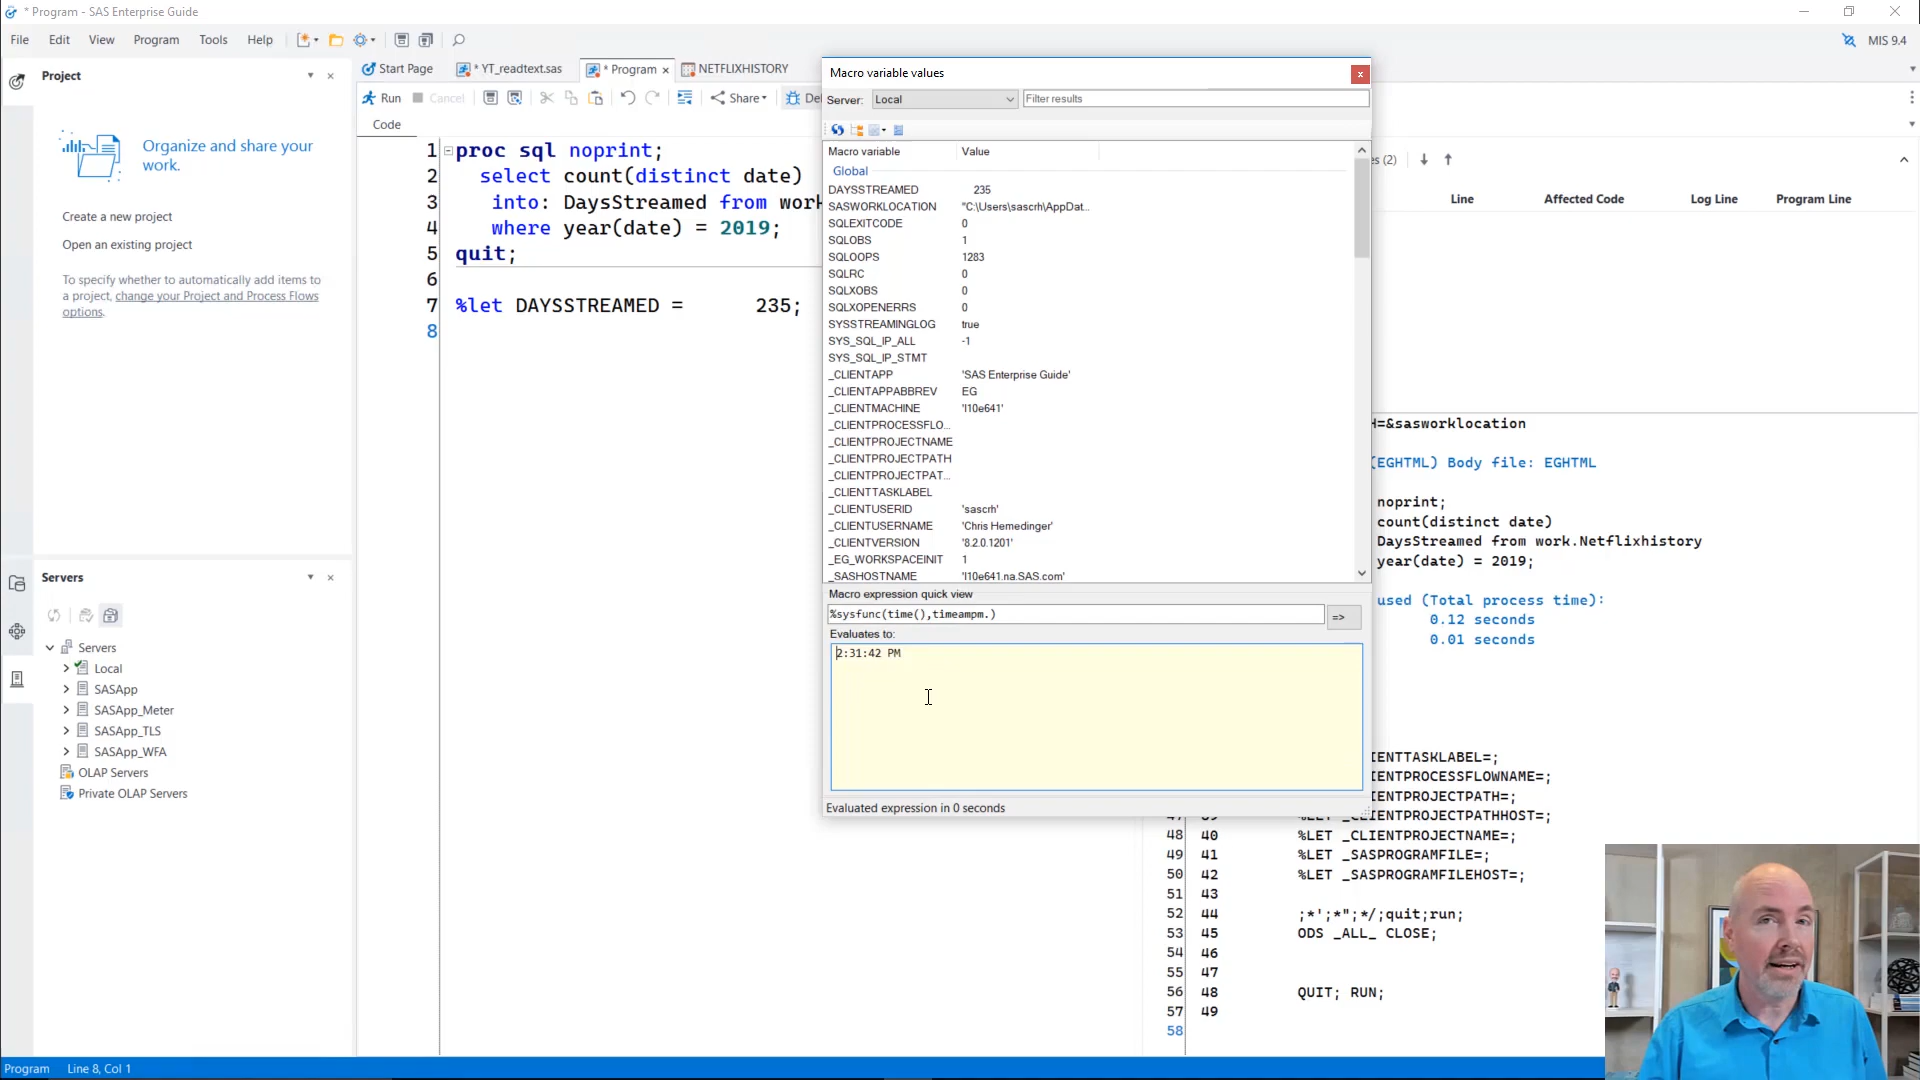 * Program - SAS Enterprise Guide
File Edit View Program Tools Help
MIS 9.4
Project
Organize and share your
work.
Create a new project
Open an existing project
To specify whether to automatically add items to
a project, change your Project and Process Flows
options.
Servers
Servers
Local
SASApp
SASApp_Meter
SASApp_TLS
SASApp_WFA
OLAP Servers
Private OLAP Servers
Start Page * YT_readtext.sas * Program NETFLIXHISTORY
Run Cancel Share
Code
1 proc sql noprint;
2 select count(distinct date)
3 into: DaysStreamed from work
4 where year(date) = 2019;
5 quit;
6
7 %let DAYSSTREAMED = 235;
8
Macro variable values
Server: Local Filter results
Macro variable Value
Global
DAYSSTREAMED 235
SASWORKLOCATION "C:\Users\sascrh\AppDat...
SQLEXITCODE 0
SQLOBS 1
SQLOOPS 1283
SQLRC 0
SQLXOBS 0
SQLXOPENERRS 0
SYSSTREAMINGLOG true
SYS_SQL_IP_ALL -1
SYS_SQL_IP_STMT
_CLIENTAPP 'SAS Enterprise Guide'
_CLIENTAPPABBREV EG
_CLIENTMACHINE 'l10e641'
_CLIENTPROCESSFLO...
_CLIENTPROJECTNAME
_CLIENTPROJECTPATH
_CLIENTPROJECTPAT...
_CLIENTTASKLABEL
_CLIENTUSERID 'sascrh'
_CLIENTUSERNAME 'Chris Hemedinger'
_CLIENTVERSION '8.2.0.1201'
_EG_WORKSPACEINIT 1
_SASHOSTNAME 'l10e641.na.SAS.com'
Macro expression quick view
%sysfunc(time(),timeampm.) =>
Evaluates to:
2:31:42 PM
Evaluated expression in 0 seconds
(2)
Line Affected Code Log Line Program Line
H=&sasworklocation
(EGHTML) Body file: EGHTML
noprint;
count(distinct date)
DaysStreamed from work.Netflixhistory
year(date) = 2019;
used (Total process time):
0.12 seconds
0.01 seconds
IENTTASKLABEL=;
IENTPROCESSFLOWNAME=;
IENTPROJECTPATH=;
47 39 %LET _CLIENTPROJECTPATHHOST=;
48 40 %LET _CLIENTPROJECTNAME=;
49 41 %LET _SASPROGRAMFILE=;
50 42 %LET _SASPROGRAMFILEHOST=;
51 43
52 44 ;*';*";*/;quit;run;
53 45 ODS _ALL_ CLOSE;
54 46
55 47
56 48 QUIT; RUN;
57 49
58
Program Line 8, Col 1